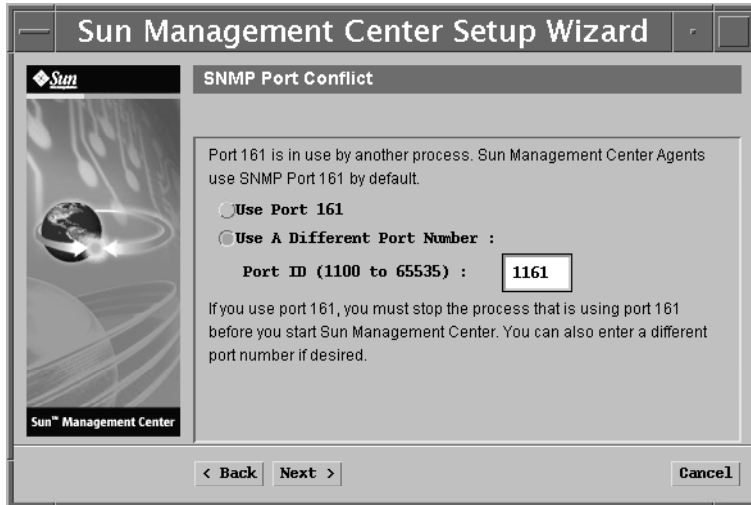 Sun Management Center Setup Wizard
Sun
SNMP Port Conflict
Port 161 is in use by another process. Sun Management Center Agents
use SNMP Port 161 by default.
Use Port 161
Use A Different Port Number :
Port ID (1100 to 65535) : 1161
If you use port 161, you must stop the process that is using port 161
before you start Sun Management Center. You can also enter a different
port number if desired.
Sun™ Management Center
< Back Next > Cancel